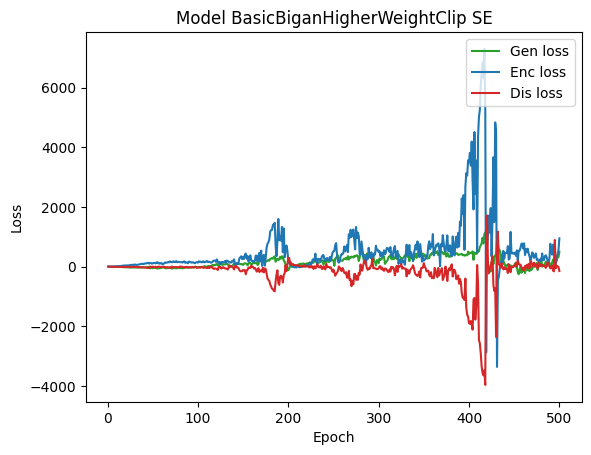 Model BasicBiganHigherWeightClip SE
Gen loss
Enc loss
Dis loss
Loss
6000
4000
2000
0
−2000
−4000
0 100 200 300 400 500
Epoch